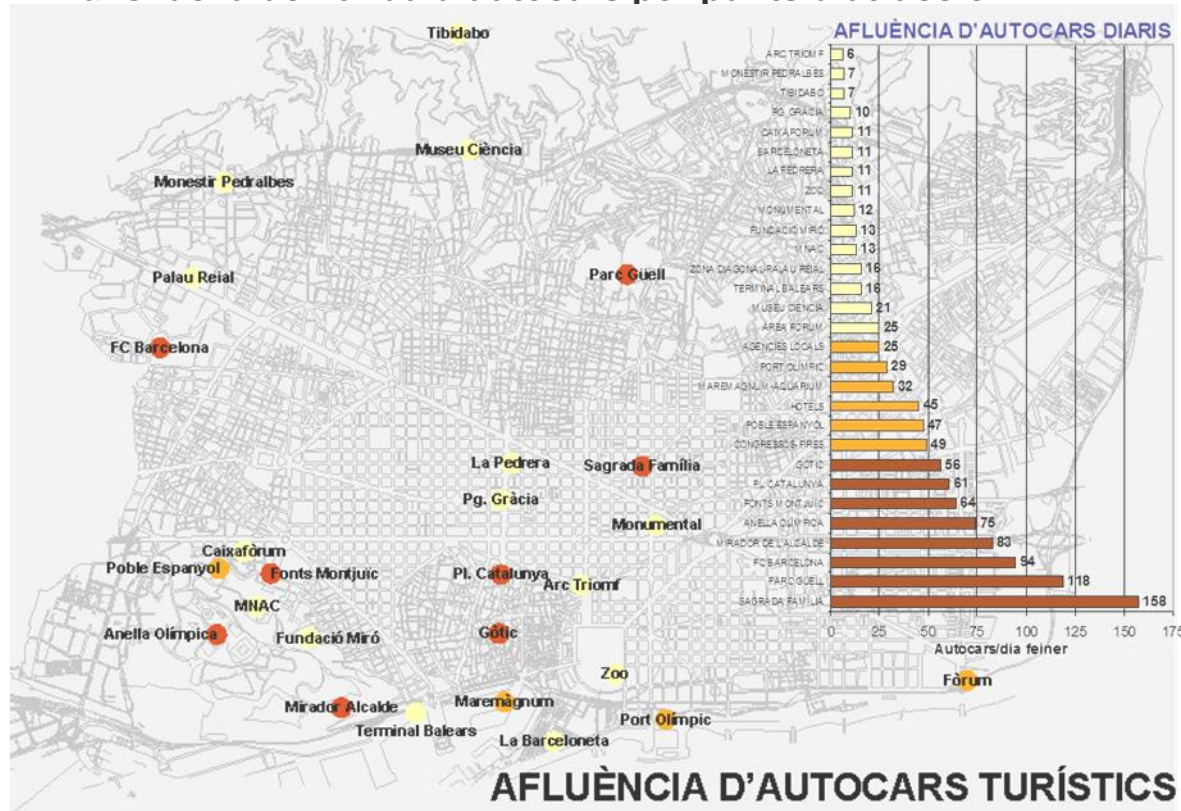 AFLUÈNCIA D'AUTOCARS DIARIS
ARC TRIOMF 6
MONESTIR PEDRALBES 7
TIBIDABO 7
PG. GRÀCIA 10
CAIXAFORUM 11
BARCELONETA 11
LA PEDRERA 11
ZOO 11
MONUMENTAL 12
FUNDACIÓ MIRÓ 13
MNAC 13
ZONA DIAGONAL-PALAU REIAL 16
TERMINAL BALEARS 16
MUSEU CIÈNCIA 21
ÀREA FÒRUM 25
AGÈNCIES LOCALS 25
PORT OLÍMPIC 29
MAREMAGNUM-AQUARIUM 32
HOTELS 45
POBLE ESPANYOL 47
CONGRESSOS-FIRES 49
GÒTIC 56
PL. CATALUNYA 61
FONTS MONTJUÏC 64
ANELLA OLÍMPICA 75
MIRADOR DE L'ALCALDE 83
FC BARCELONA 94
PARC GÜELL 118
SAGRADA FAMÍLIA 158
0 25 50 75 100 125 150 175
Autocars/dia feiner
Tibidabo
Museu Ciència
Monestir Pedralbes
Palau Reial
Parc Güell
FC Barcelona
La Pedrera
Sagrada Família
Pg. Gràcia
Monumental
Caixafòrum
Poble Espanyol
Fonts Montjuïc
Pl. Catalunya
Arc Triomf
MNAC
Anella Olímpica
Fundació Miró
Gòtic
Zoo
Fòrum
Mirador Alcalde
Maremàgnum
Terminal Balears
Port Olímpic
La Barceloneta
AFLUÈNCIA D'AUTOCARS TURÍSTICS